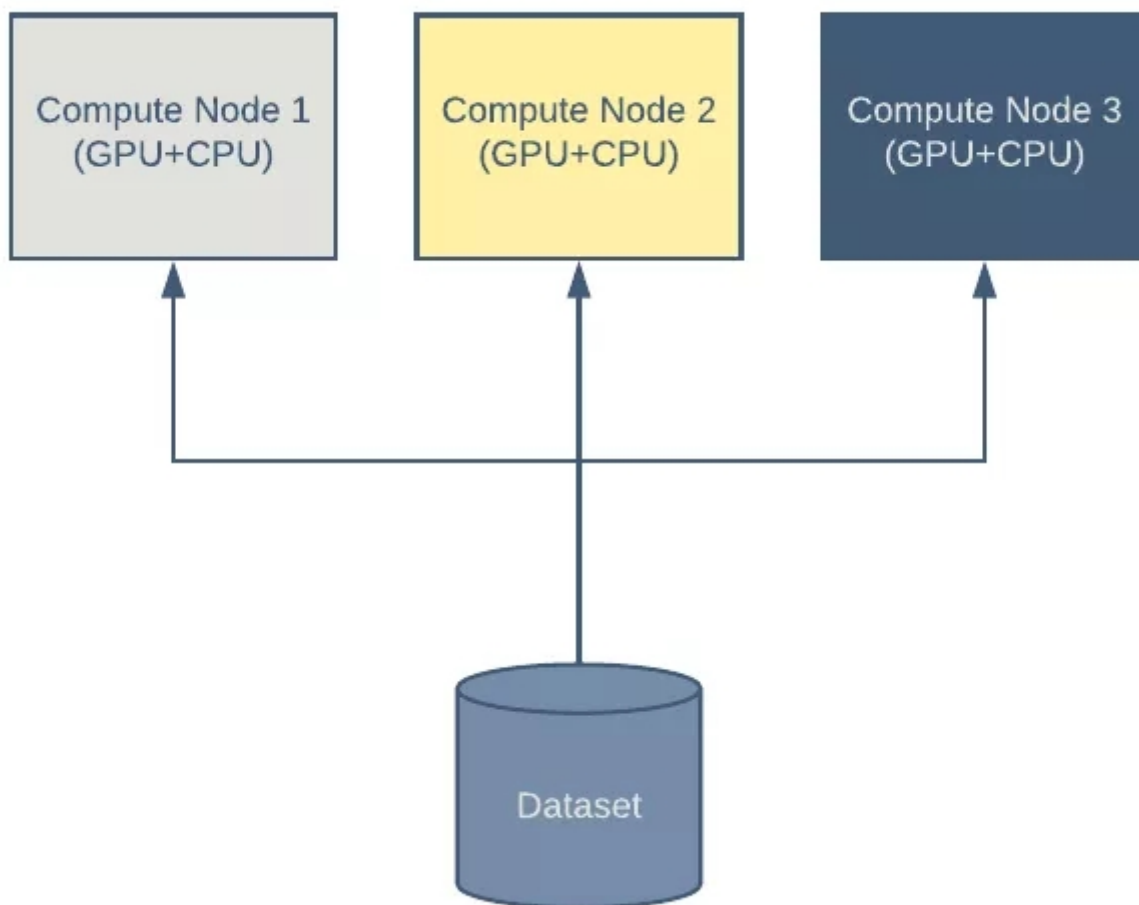 Compute Node 1
(GPU+CPU)
Compute Node 2
(GPU+CPU)
Compute Node 3
(GPU+CPU)
Dataset